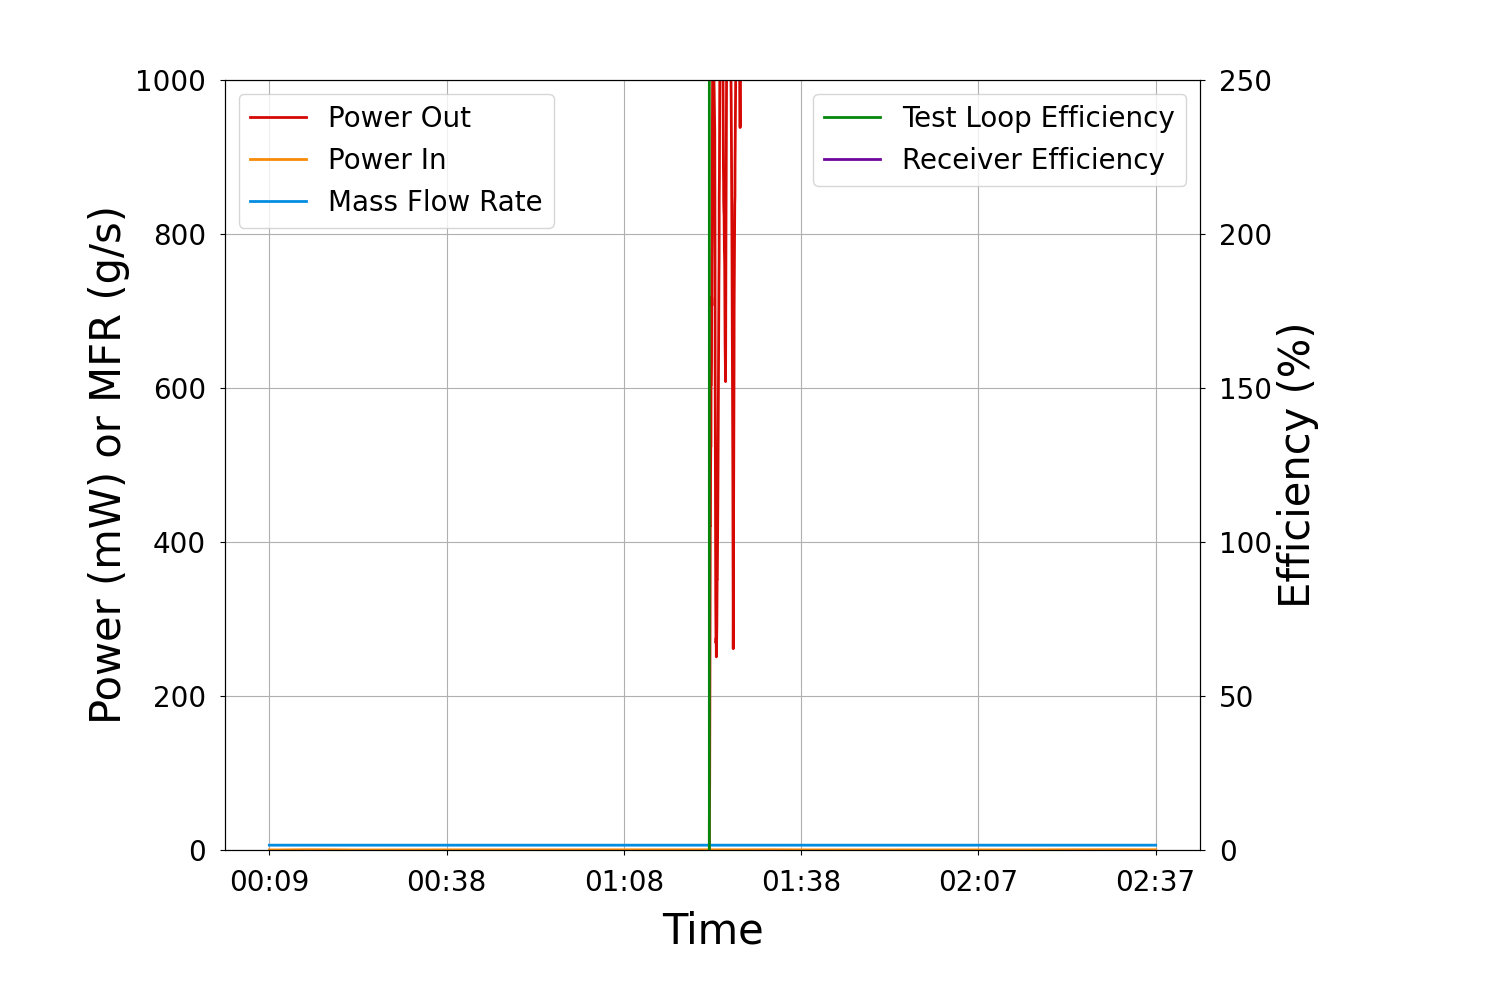 1000
800
600
400
200
0
Power (mW) or MFR (g/s)
Power Out
Power In
Mass Flow Rate
Test Loop Efficiency
Receiver Efficiency
250
200
150
100
50
0
Efficiency (%)
00:09 00:38 01:08 01:38 02:07 02:37
Time